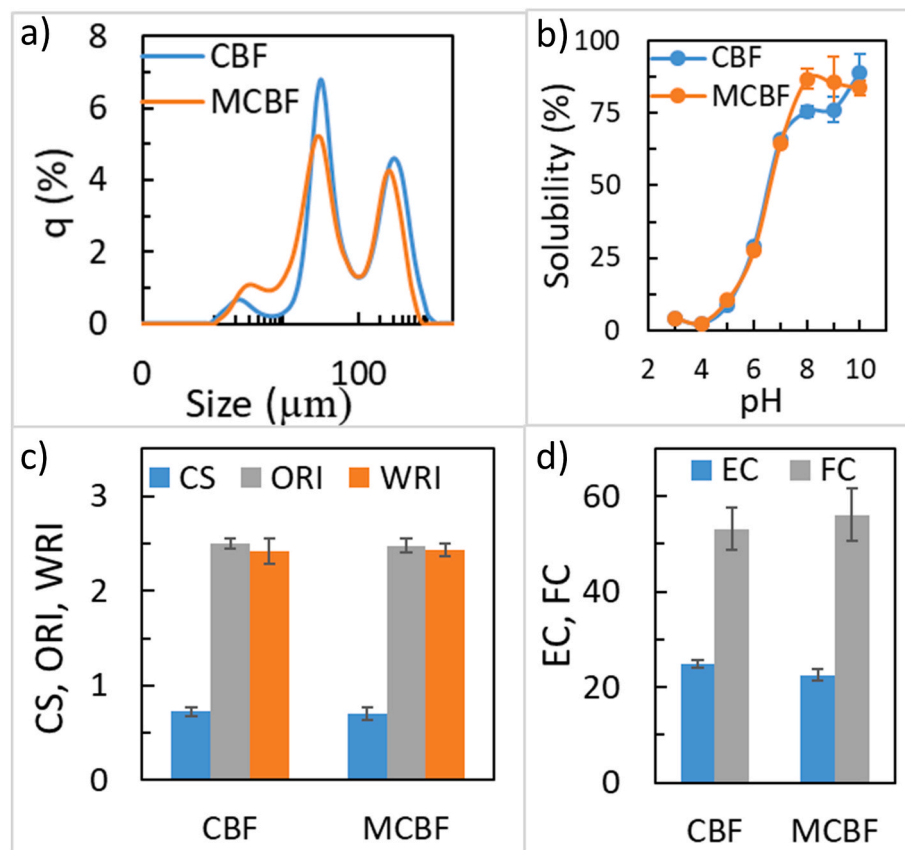 a)
8
6
4
2
0
q (%)
CBF
MCBF
0 100
Size (μm)
b)
100
75
50
25
0
Solubility (%)
CBF
MCBF
2 4 6 8 10
pH
c)
CS ORI WRI
3
2
1
0
CS, ORI, WRI
CBF MCBF
d)
EC FC
60
40
20
0
EC, FC
CBF MCBF